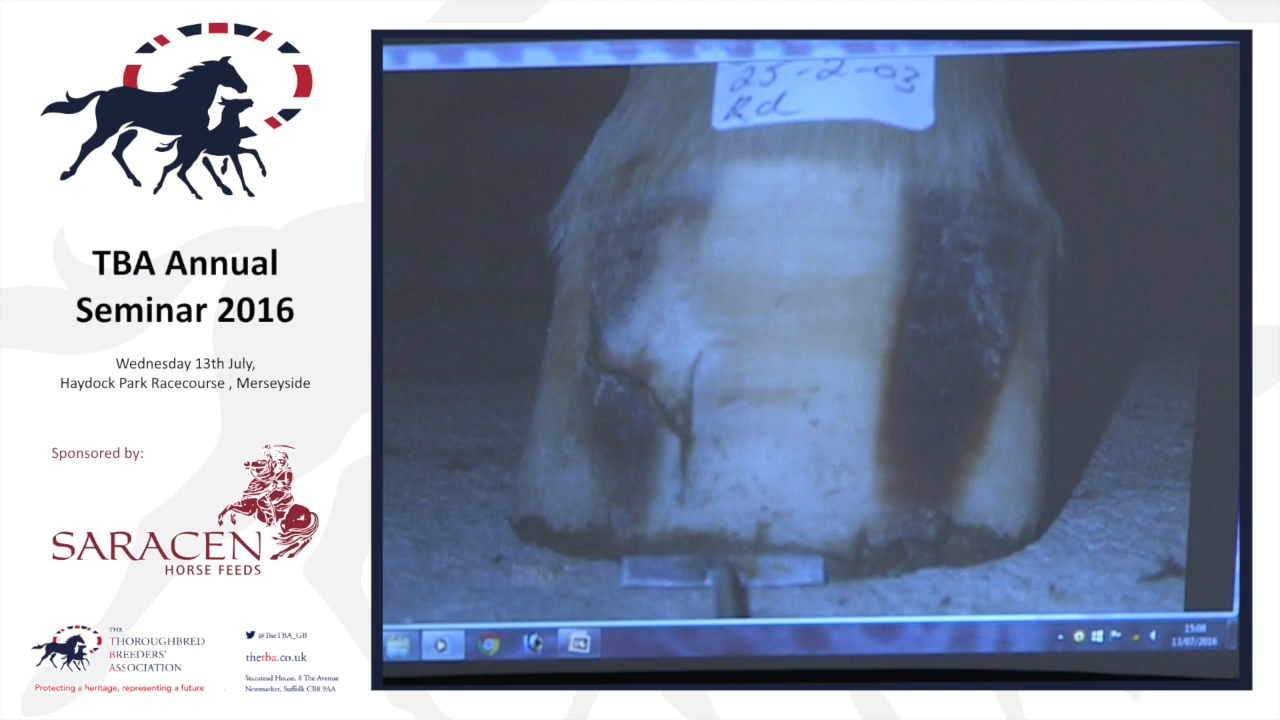 TBA Annual
Seminar 2016
Wednesday 13th July,
Haydock Park Racecourse , Merseyside
Sponsored by:
SARACEN
HORSE FEEDS
THE
THOROUGHBRED
BREEDERS'
ASSOCIATION
Protecting a heritage, representing a future
@TheTBA_GB
thetba.co.uk
Stanstead House, 8 The Avenue
Newmarket, Suffolk CB8 9AA
25-2-03
Rd
15:08
13/07/2016